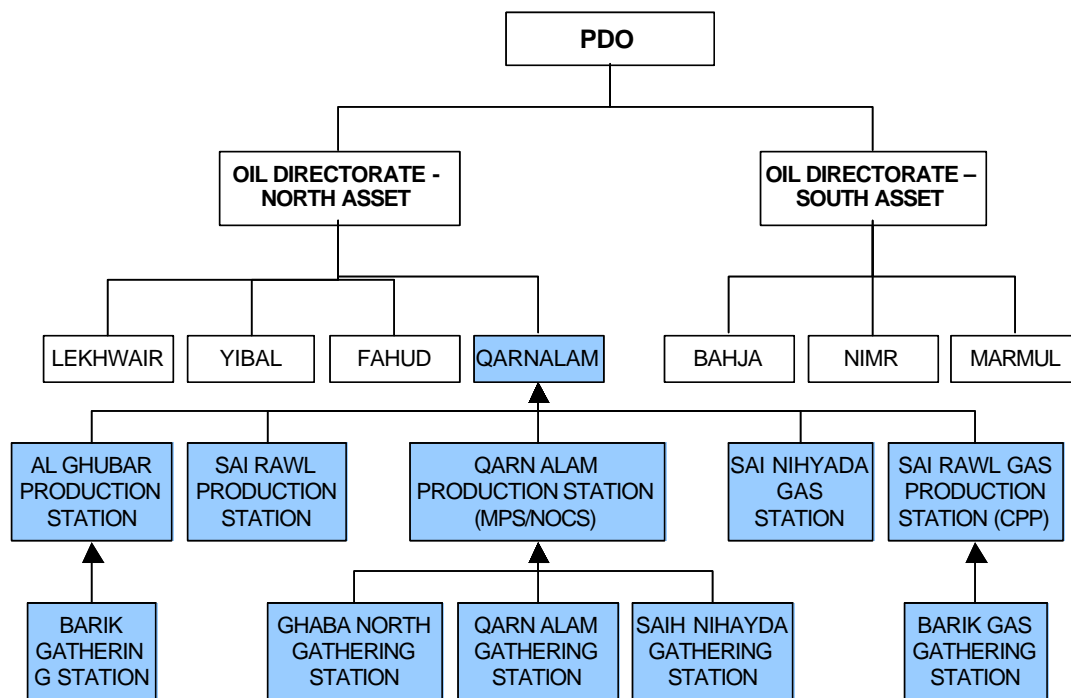 PDO
OIL DIRECTORATE -
NORTH ASSET
OIL DIRECTORATE –
SOUTH ASSET
LEKHWAIR
YIBAL
FAHUD
QARNALAM
BAHJA
NIMR
MARMUL
AL GHUBAR
PRODUCTION
STATION
SAI RAWL
PRODUCTION
STATION
QARN ALAM
PRODUCTION STATION
(MPS/NOCS)
SAI NIHYADA
GAS
STATION
SAI RAWL GAS
PRODUCTION
STATION (CPP)
BARIK
GATHERIN
G STATION
GHABA NORTH
GATHERING
STATION
QARN ALAM
GATHERING
STATION
SAIH NIHAYDA
GATHERING
STATION
BARIK GAS
GATHERING
STATION